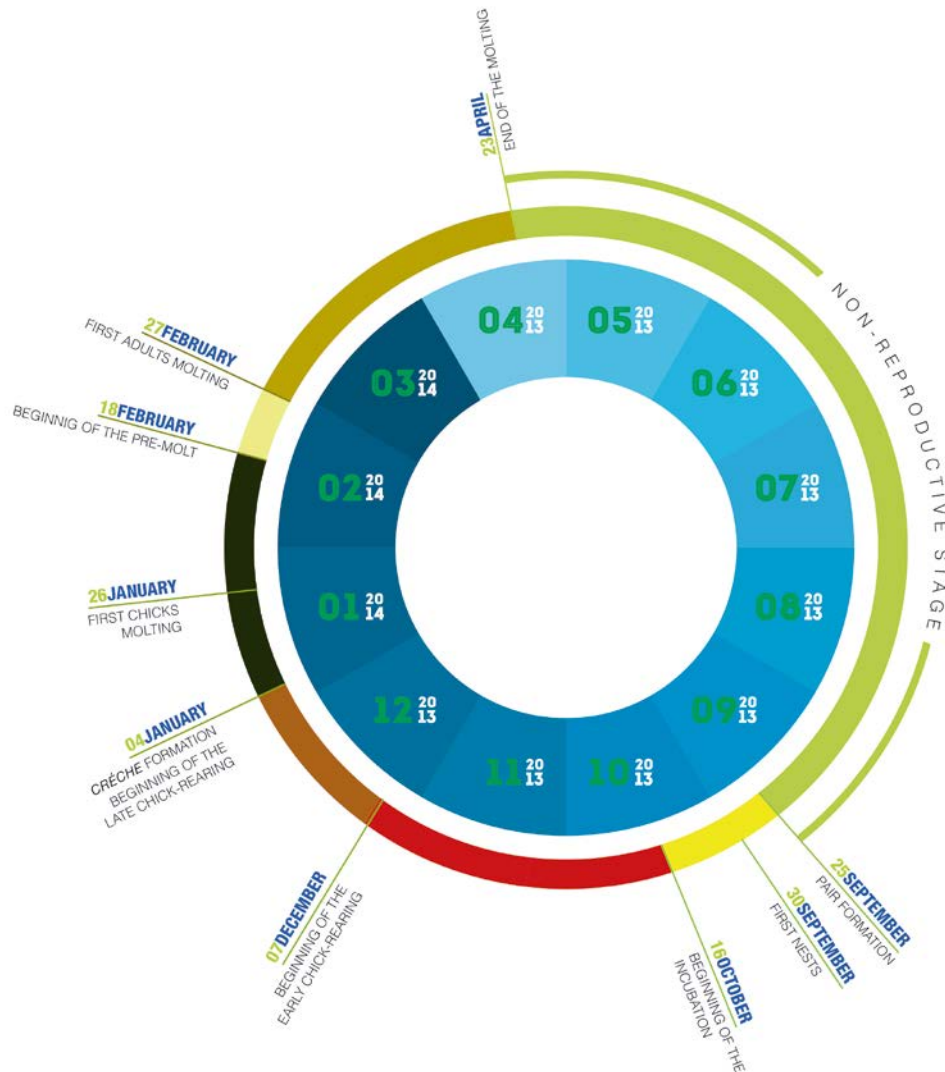 23APRIL
END OF THE MOLTING
NON-REPRODUCTIVE STAGE
27FEBRUARY
FIRST ADULTS MOLTING
18FEBRUARY
BEGINNIG OF THE PRE-MOLT
26JANUARY
FIRST CHICKS
MOLTING
04JANUARY
CRÉCHE FORMATION
BEGINNING OF THE
LATE CHICK-REARING
07DECEMBER
BEGINNING OF THE
EARLY CHICK-REARING
16OCTOBER
BEGINNING OF THE
INCUBATION
30SEPTEMBER
FIRST NESTS
25SEPTEMBER
PAIR FORMATION
04 2013
05 2013
06 2013
07 2013
08 2013
09 2013
10 2013
11 2013
12 2013
01 2014
02 2014
03 2014